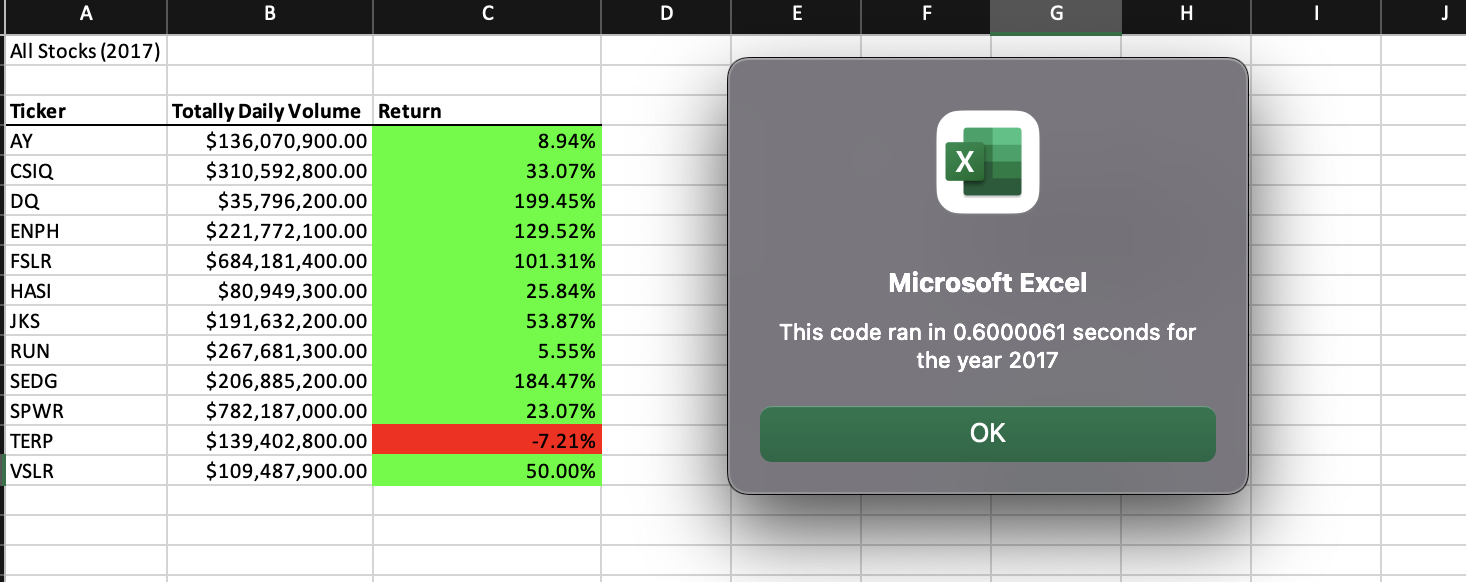 A B C D E F G H I J
All Stocks (2017)
Ticker Totally Daily Volume Return
AY $136,070,900.00 8.94%
CSIQ $310,592,800.00 33.07%
DQ $35,796,200.00 199.45%
ENPH $221,772,100.00 129.52%
FSLR $684,181,400.00 101.31%
HASI $80,949,300.00 25.84%
JKS $191,632,200.00 53.87%
RUN $267,681,300.00 5.55%
SEDG $206,885,200.00 184.47%
SPWR $782,187,000.00 23.07%
TERP $139,402,800.00 -7.21%
VSLR $109,487,900.00 50.00%
X
Microsoft Excel
This code ran in 0.6000061 seconds for
the year 2017
OK